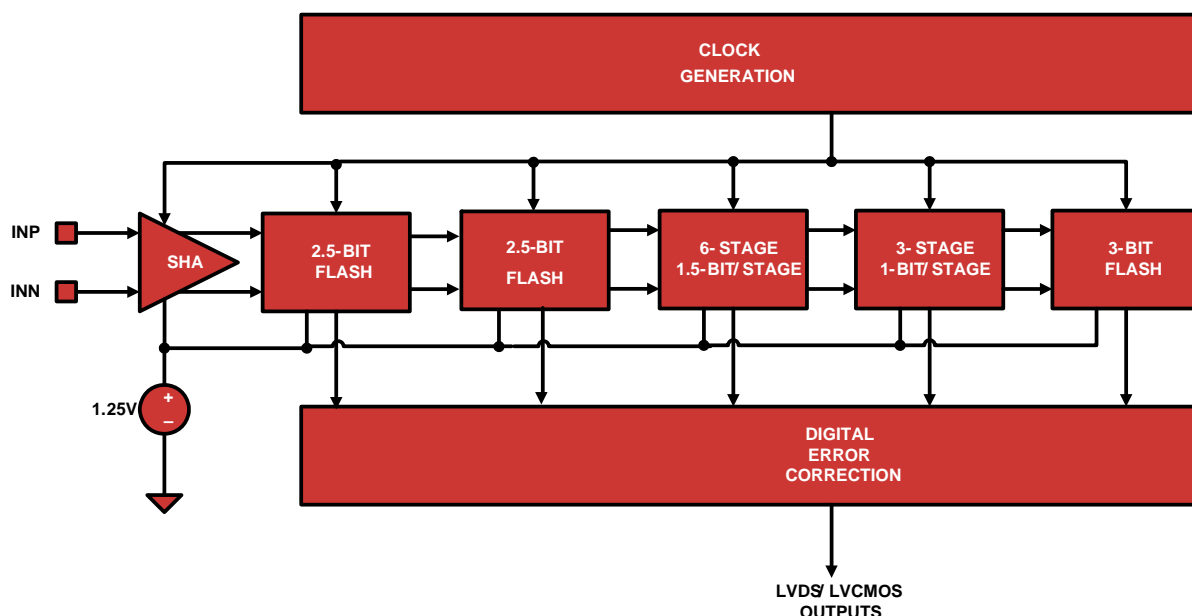 CLOCK
GENERATION
INP
INN
SHA
2.5-BIT
FLASH
2.5-BIT
FLASH
6- STAGE
1.5-BIT/ STAGE
3- STAGE
1-BIT/ STAGE
3-BIT
FLASH
1.25V
+
–
DIGITAL
ERROR
CORRECTION
LVDS/ LVCMOS
OUTPUTS